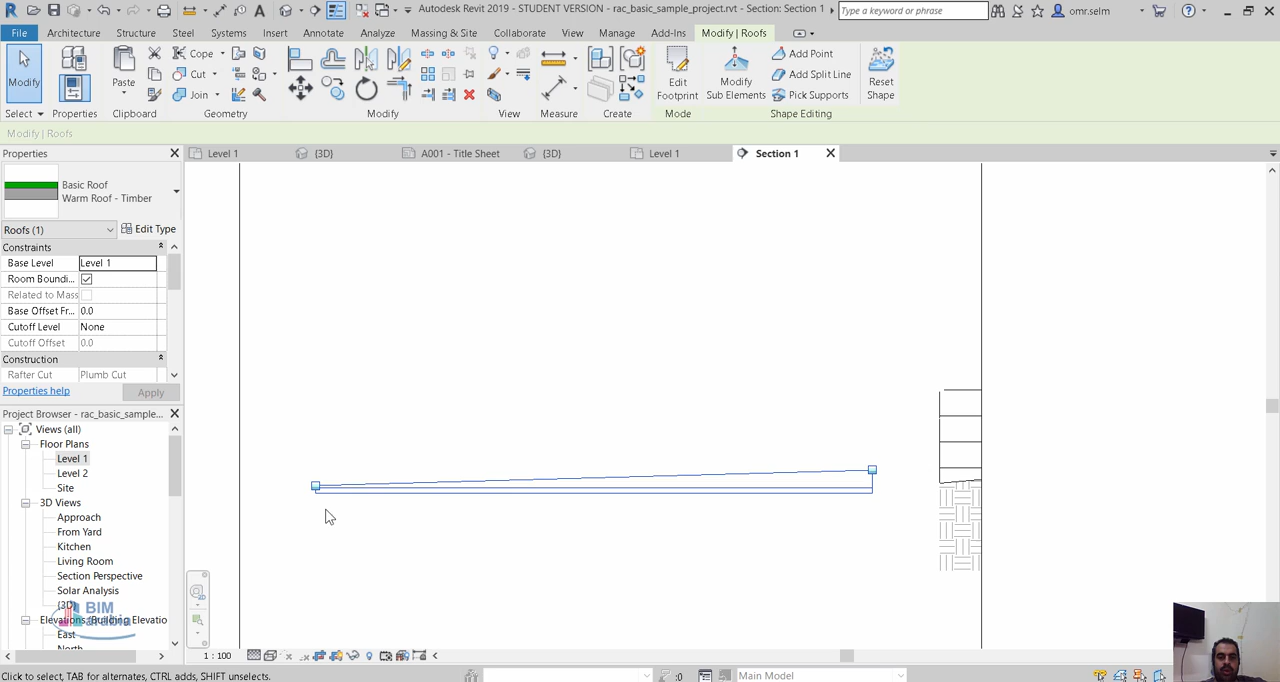 Autodesk Revit 2019 - STUDENT VERSION - rac_basic_sample_project.rvt - Section: Section 1
Type a keyword or phrase
omr.selm
File Architecture Structure Steel Systems Insert Annotate Analyze Massing & Site Collaborate View Manage Add-Ins Modify | Roofs
Modify
Paste
Cope
Cut
Join
Edit
Footprint
Modify
Sub Elements
Add Point
Add Split Line
Pick Supports
Reset
Shape
Select Properties Clipboard Geometry Modify View Measure Create Mode Shape Editing
Modify | Roofs
Properties
Level 1 {3D} A001 - Title Sheet {3D} Level 1 Section 1
Basic Roof
Warm Roof - Timber
Roofs (1) Edit Type
Constraints
Base Level Level 1
Room Boundi...
Related to Mass
Base Offset Fr... 0.0
Cutoff Level None
Cutoff Offset 0.0
Construction
Rafter Cut Plumb Cut
Properties help Apply
Project Browser - rac_basic_sample...
Views (all)
Floor Plans
Level 1
Level 2
Site
3D Views
Approach
From Yard
Kitchen
Living Room
Section Perspective
Solar Analysis
{3D}
BIM
arabia
Elevations (Building Elevatio
East
North
1 : 100
Click to select, TAB for alternates, CTRL adds, SHIFT unselects.
:0
Main Model